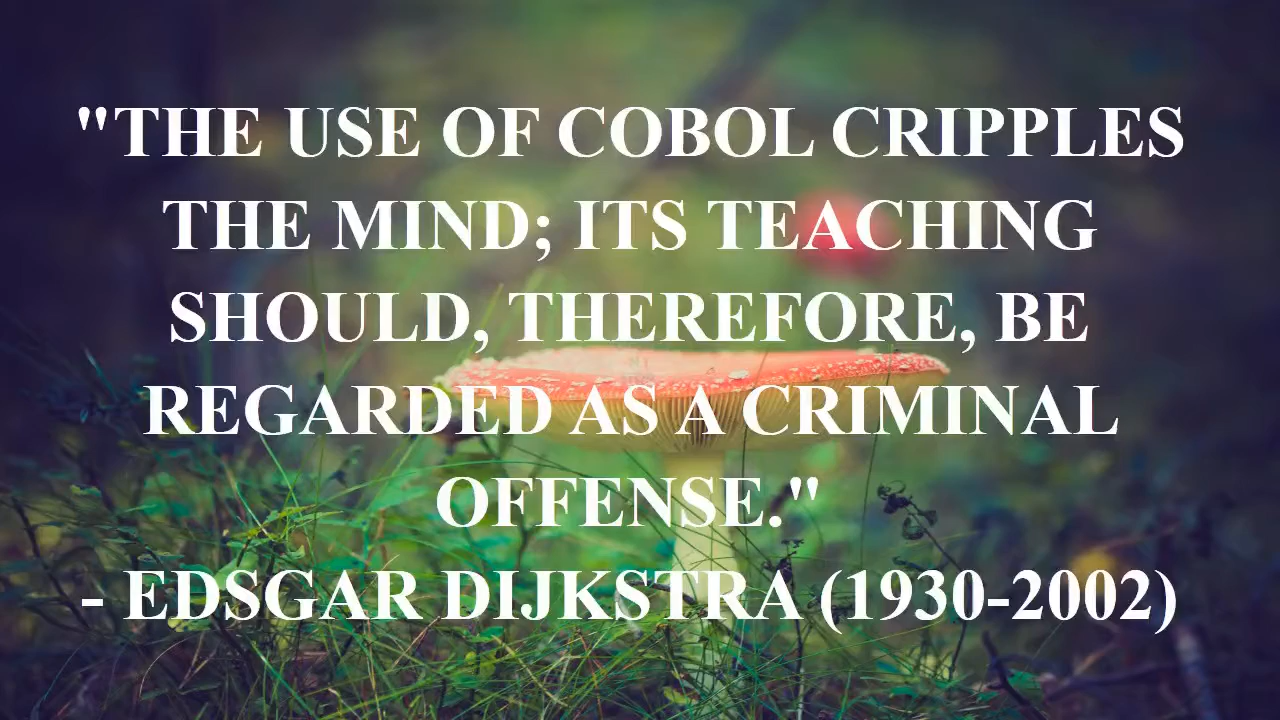 "THE USE OF COBOL CRIPPLES
THE MIND; ITS TEACHING
SHOULD, THEREFORE, BE
REGARDED AS A CRIMINAL
OFFENSE."
- EDSGAR DIJKSTRA (1930-2002)